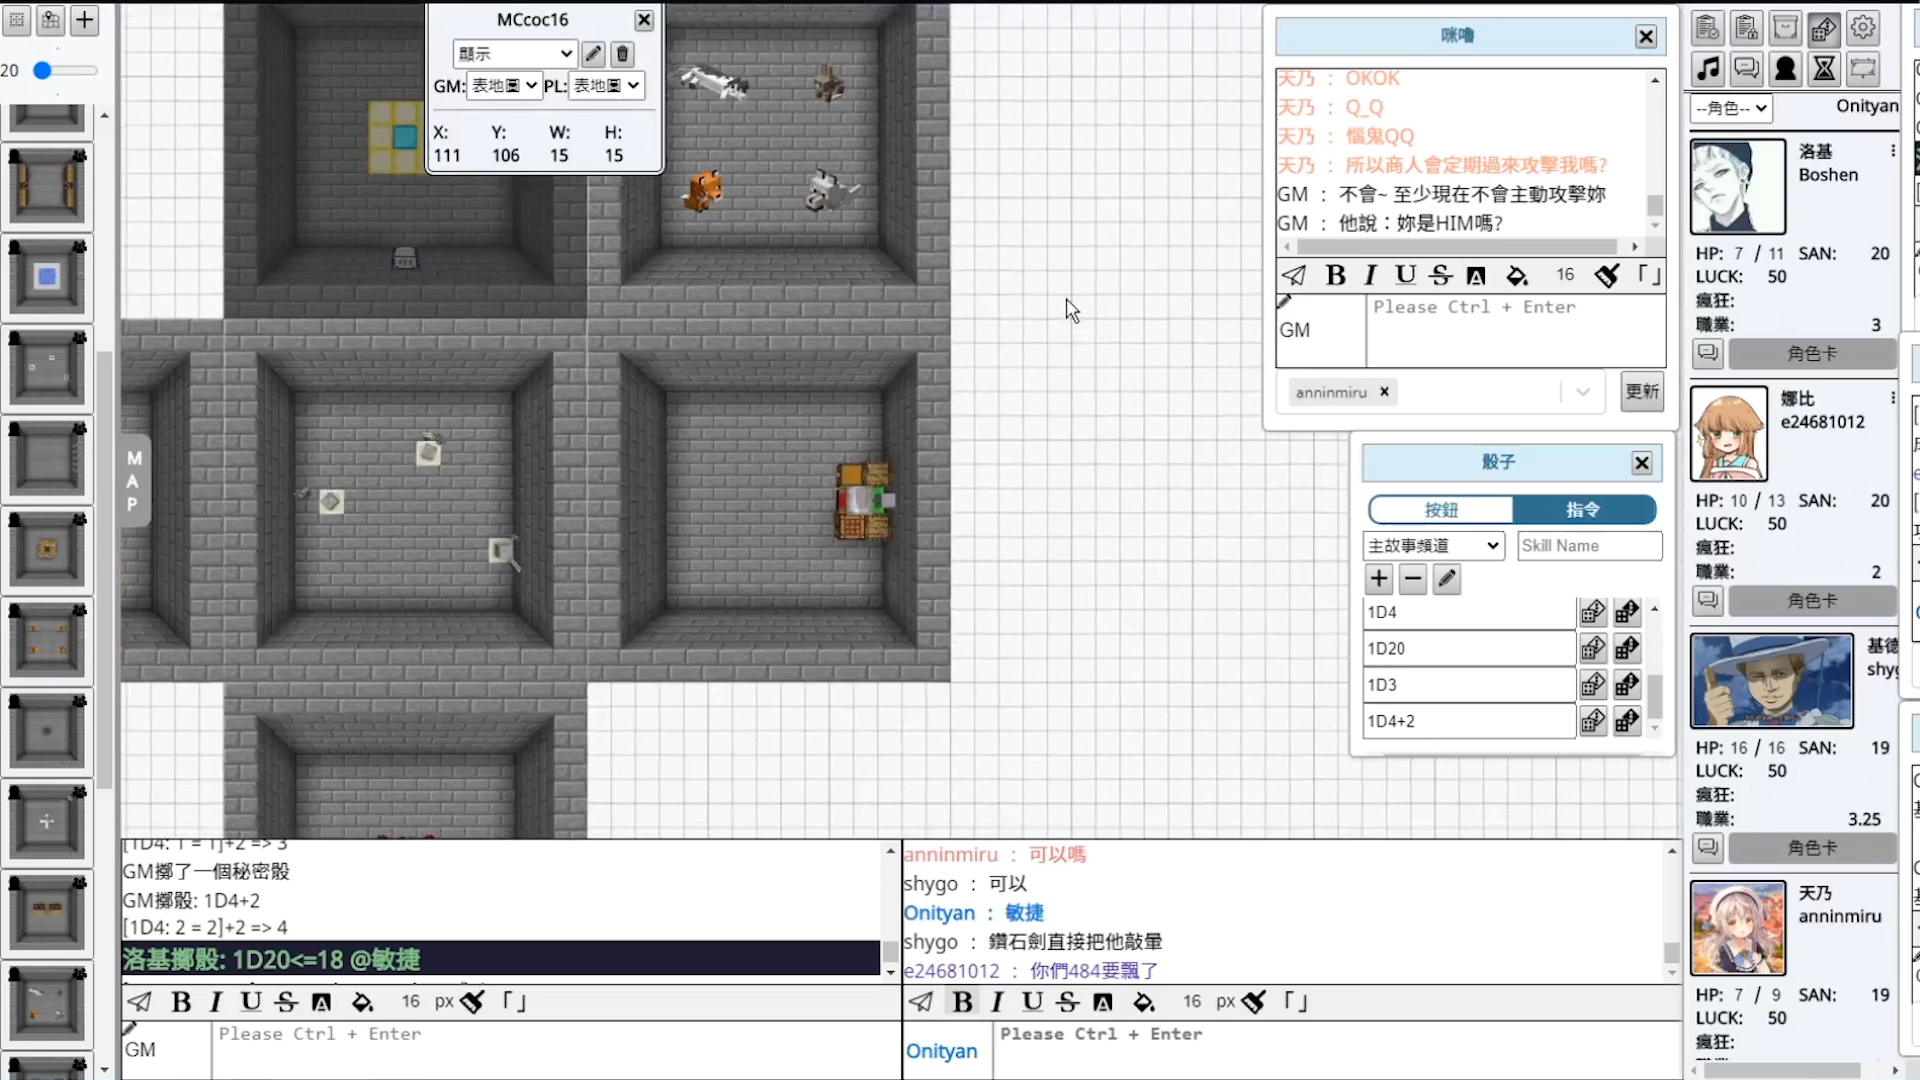 20
MCcoc16
顯示
GM: 表地圖 PL: 表地圖
X: Y: W: H:
111 106 15 15
M
A
P
咪嚕
天乃 : OKOK
天乃 : Q_Q
天乃 : 惱鬼QQ
天乃 : 所以商人會定期過來攻擊我嗎?
GM : 不會~ 至少現在不會主動攻擊妳
GM : 他說：妳是HIM嗎?
B I U S A 16 「」
GM
Please Ctrl + Enter
anninmiru
更新
骰子
按鈕 指令
主故事頻道 Skill Name
1D4
1D20
1D3
1D4+2
--角色-- Onityan
洛基
Boshen
HP: 7 / 11 SAN: 20
LUCK: 50
瘋狂:
職業: 3
角色卡
娜比
e24681012
HP: 10 / 13 SAN: 20
LUCK: 50
瘋狂:
職業: 2
角色卡
基德
shyg
HP: 16 / 16 SAN: 19
LUCK: 50
瘋狂:
職業: 3.25
角色卡
天乃
anninmiru
HP: 7 / 9 SAN: 19
LUCK: 50
瘋狂:
[1D4: 1 = 1]+2 => 3
GM擲了一個秘密骰
GM擲骰: 1D4+2
[1D4: 2 = 2]+2 => 4
洛基擲骰: 1D20<=18 @敏捷
B I U S A 16 px 「」
GM
Please Ctrl + Enter
anninmiru : 可以嗎
shygo : 可以
Onityan : 敏捷
shygo : 鑽石劍直接把他敲暈
e24681012 : 你們484要飄了
B I U S A 16 px 「」
Onityan
Please Ctrl + Enter